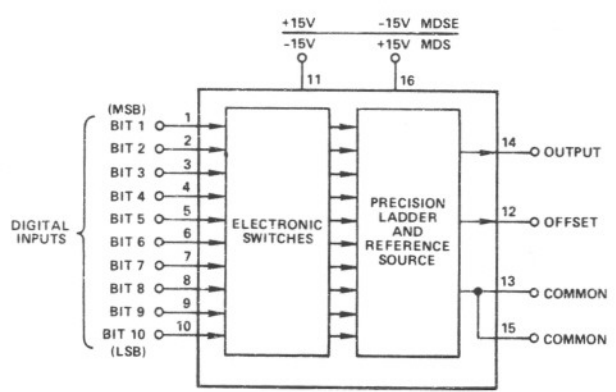 +15V -15V MDSE
-15V +15V MDS
11 16
(MSB)
BIT 1 1
BIT 2 2
BIT 3 3
BIT 4 4
BIT 5 5
BIT 6 6
BIT 7 7
BIT 8 8
BIT 9 9
BIT 10 10
(LSB)
DIGITAL
INPUTS
ELECTRONIC
SWITCHES
PRECISION
LADDER
AND
REFERENCE
SOURCE
14 OUTPUT
12 OFFSET
13 COMMON
15 COMMON